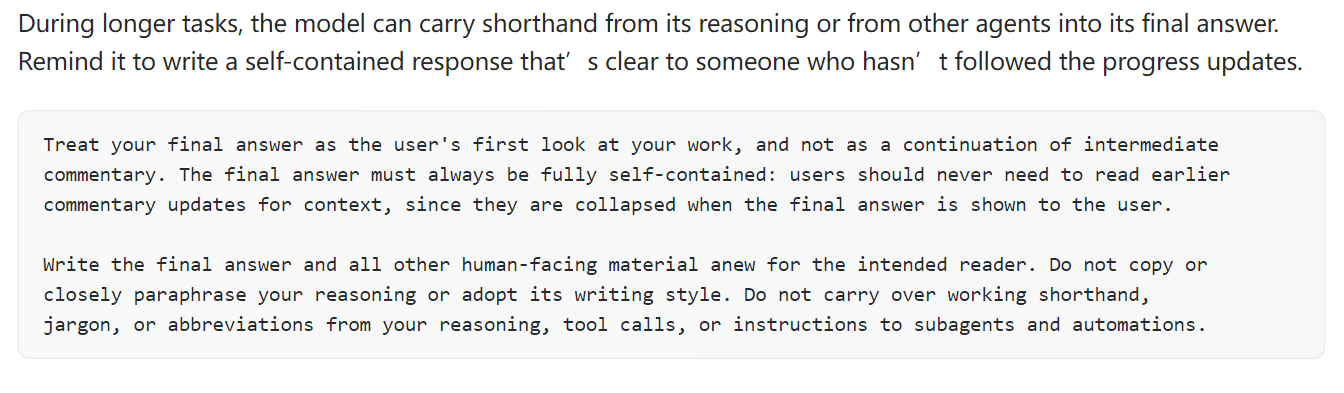 During longer tasks, the model can carry shorthand from its reasoning or from other agents into its final answer.
Remind it to write a self-contained response that’s clear to someone who hasn’t followed the progress updates.
Treat your final answer as the user's first look at your work, and not as a continuation of intermediate
commentary. The final answer must always be fully self-contained: users should never need to read earlier
commentary updates for context, since they are collapsed when the final answer is shown to the user.
Write the final answer and all other human-facing material anew for the intended reader. Do not copy or
closely paraphrase your reasoning or adopt its writing style. Do not carry over working shorthand,
jargon, or abbreviations from your reasoning, tool calls, or instructions to subagents and automations.